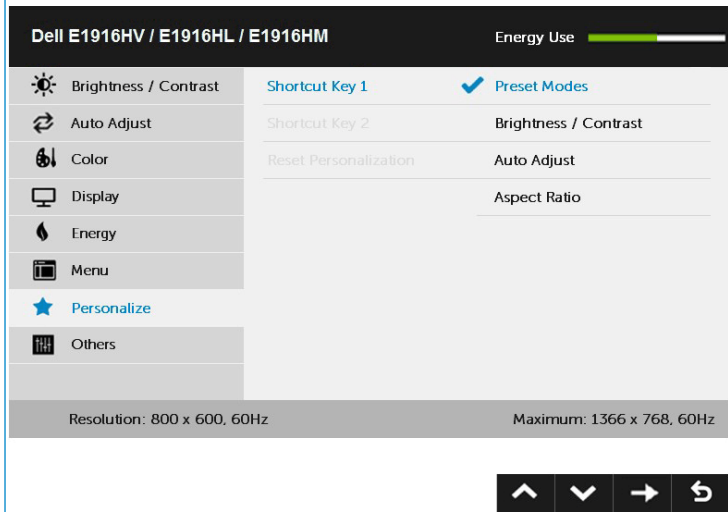 Dell E1916HV / E1916HL / E1916HM
Energy Use
Brightness / Contrast
Shortcut Key 1
Preset Modes
Auto Adjust
Shortcut Key 2
Brightness / Contrast
Color
Reset Personalization
Auto Adjust
Display
Aspect Ratio
Energy
Menu
Personalize
Others
Resolution: 800 x 600, 60Hz
Maximum: 1366 x 768, 60Hz